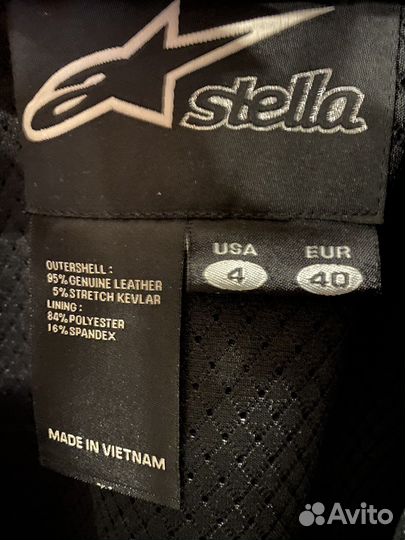 stella
USA EUR
4 40
OUTERSHELL :
95% GENUINE LEATHER
5% STRETCH KEVLAR
LINING :
84% POLYESTER
16% SPANDEX
MADE IN VIETNAM
Avito